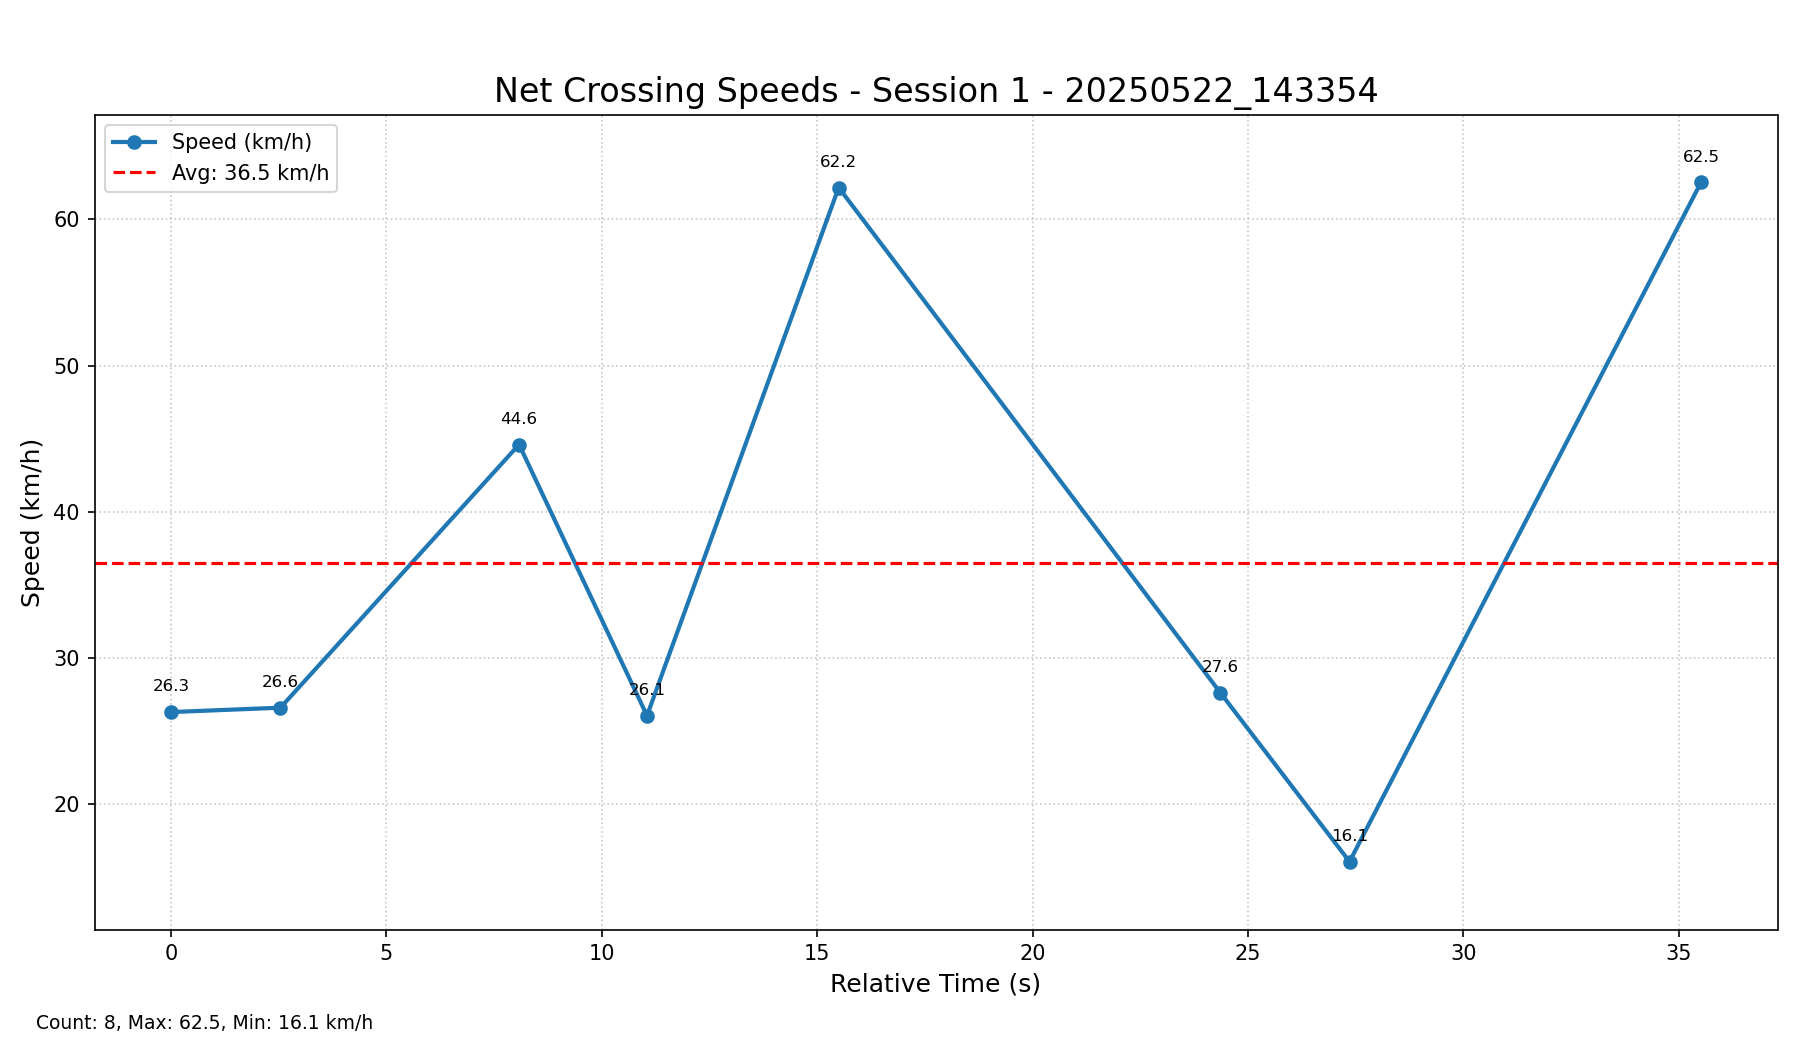 Net Crossing Speeds - Session 1 - 20250522_143354
Speed (km/h)
Avg: 36.5 km/h
62.2
62.5
44.6
26.3
26.6
26.1
27.6
16.1
60
50
40
30
20
Speed (km/h)
0 5 10 15 20 25 30 35
Relative Time (s)
Count: 8, Max: 62.5, Min: 16.1 km/h